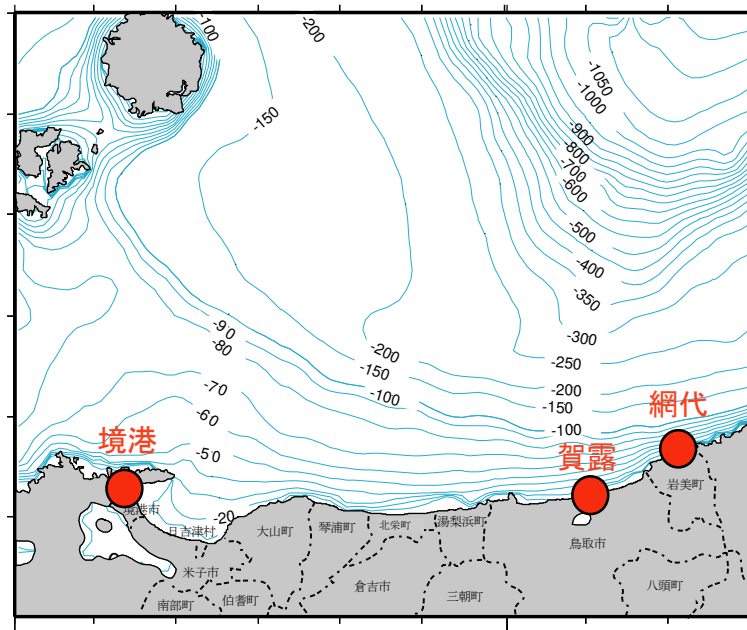 -100
-200
-1050
-1000
-150
-900
-800
-700
-600
-500
-400
-350
-90
-80
-300
-200
-150
-100
-250
-70
-60
-200
-150
-100
網代
境港
-50
賀露
岩美町
境港市
-20
日吉津村
大山町
琴浦町
北栄町
湯梨浜町
鳥取市
米子市
倉吉市
三朝町
八頭町
南部町
伯耆町